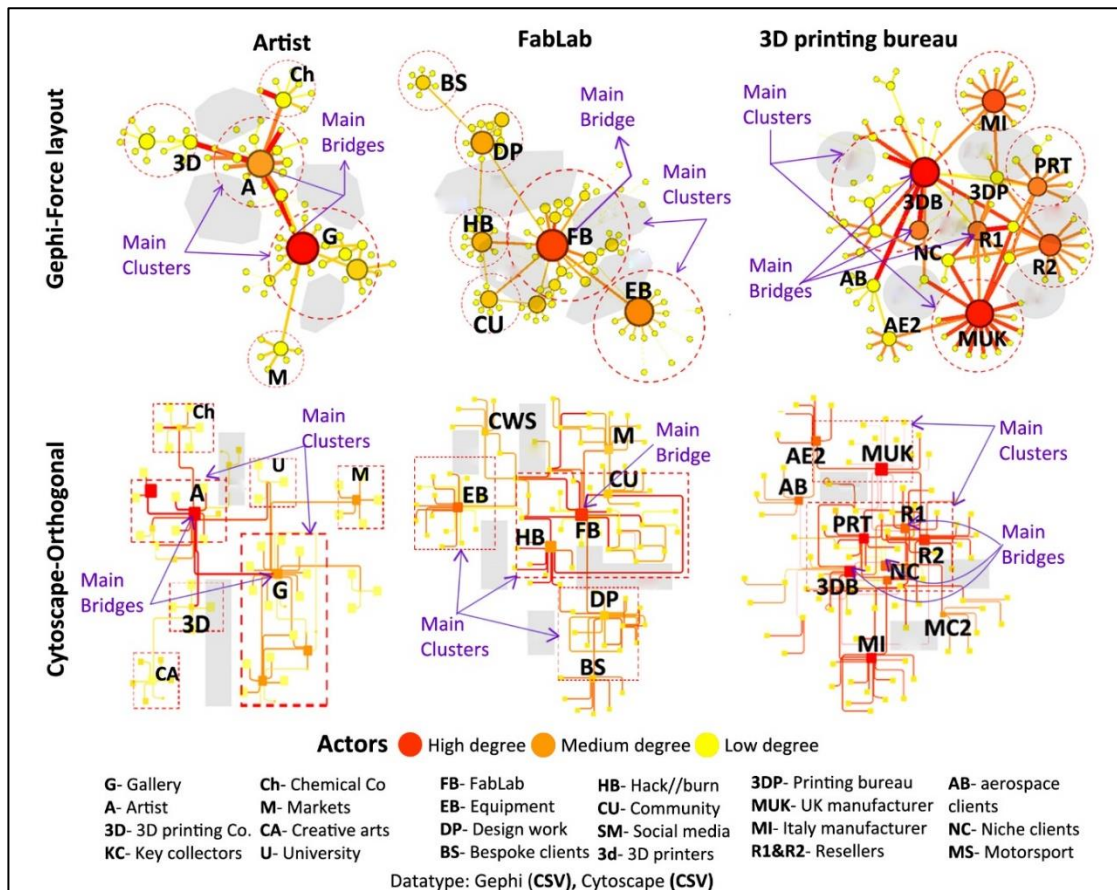 Artist FabLab 3D printing bureau
Gephi-Force layout
Ch
3D
A
Main
Bridges
G
Main
Clusters
M
BS
DP
Main
Bridge
Main
Clusters
HB
FB
EB
CU
Main
Clusters
MI
PRT
3DP
3DB
NC
R1
R2
Main
Bridges
AB
AE2
MUK
Cytoscape-Orthogonal
Ch
Main
Clusters
U
M
A
Main
Bridges
G
3D
CA
CWS
M
Main
Bridge
CU
EB
FB
HB
DP
Main
Clusters
BS
AE2
MUK
Main
Clusters
AB
R1
PRT
R2
Main
Bridges
NC
3DB
MC2
MI
Actors High degree Medium degree Low degree
G- Gallery Ch- Chemical Co FB- FabLab HB- Hack//burn 3DP- Printing bureau AB- aerospace
A- Artist M- Markets EB- Equipment CU- Community MUK- UK manufacturer clients
3D- 3D printing Co. CA- Creative arts DP- Design work SM- Social media MI- Italy manufacturer NC- Niche clients
KC- Key collectors U- University BS- Bespoke clients 3d- 3D printers R1&R2- Resellers MS- Motorsport
Datatype: Gephi (CSV), Cytoscape (CSV)